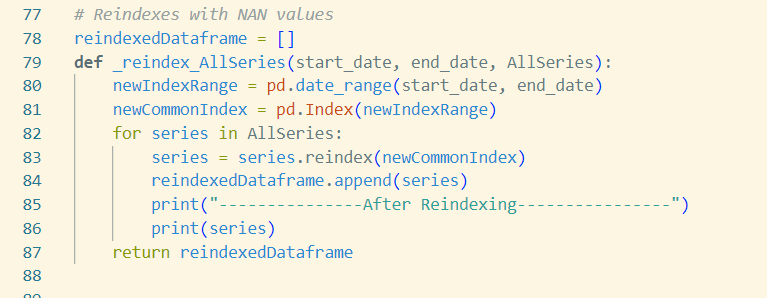 77 # Reindexes with NAN values
78 reindexedDataframe = []
79 def _reindex_AllSeries(start_date, end_date, AllSeries):
80     newIndexRange = pd.date_range(start_date, end_date)
81     newCommonIndex = pd.Index(newIndexRange)
82     for series in AllSeries:
83         series = series.reindex(newCommonIndex)
84         reindexedDataframe.append(series)
85         print("---------------After Reindexing----------------")
86         print(series)
87     return reindexedDataframe
88